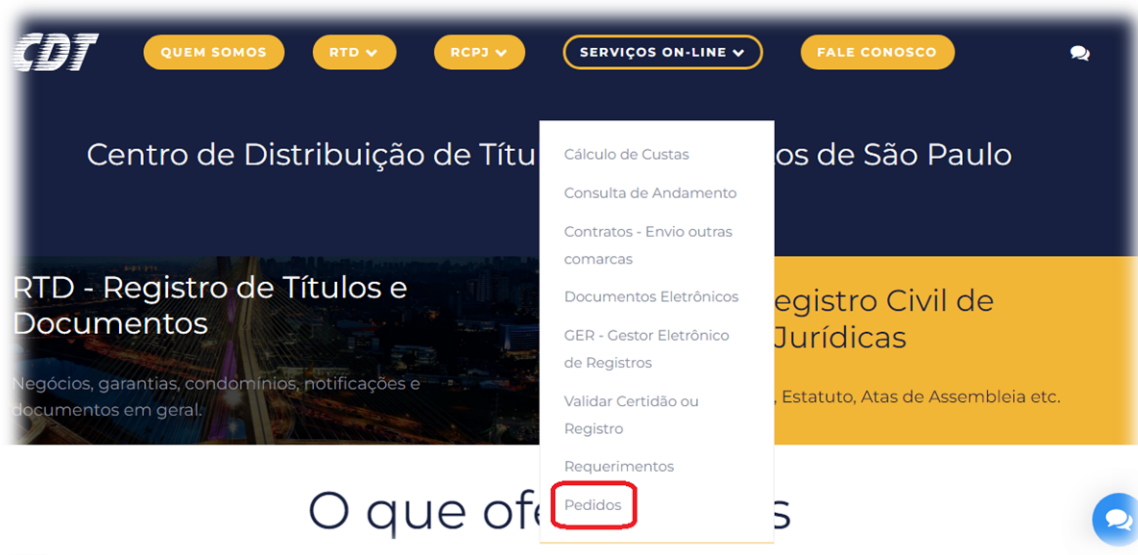 CDT
QUEM SOMOS
RTD
RCPJ
SERVIÇOS ON-LINE
FALE CONOSCO
Centro de Distribuição de Títu
os de São Paulo
Cálculo de Custas
Consulta de Andamento
Contratos - Envio outras
comarcas
Documentos Eletrônicos
GER - Gestor Eletrônico
de Registros
Validar Certidão ou
Registro
Requerimentos
Pedidos
RTD - Registro de Títulos e
Documentos
Negócios, garantias, condomínios, notificações e
documentos em geral.
egistro Civil de
Jurídicas
, Estatuto, Atas de Assembleia etc.
O que ofe
s